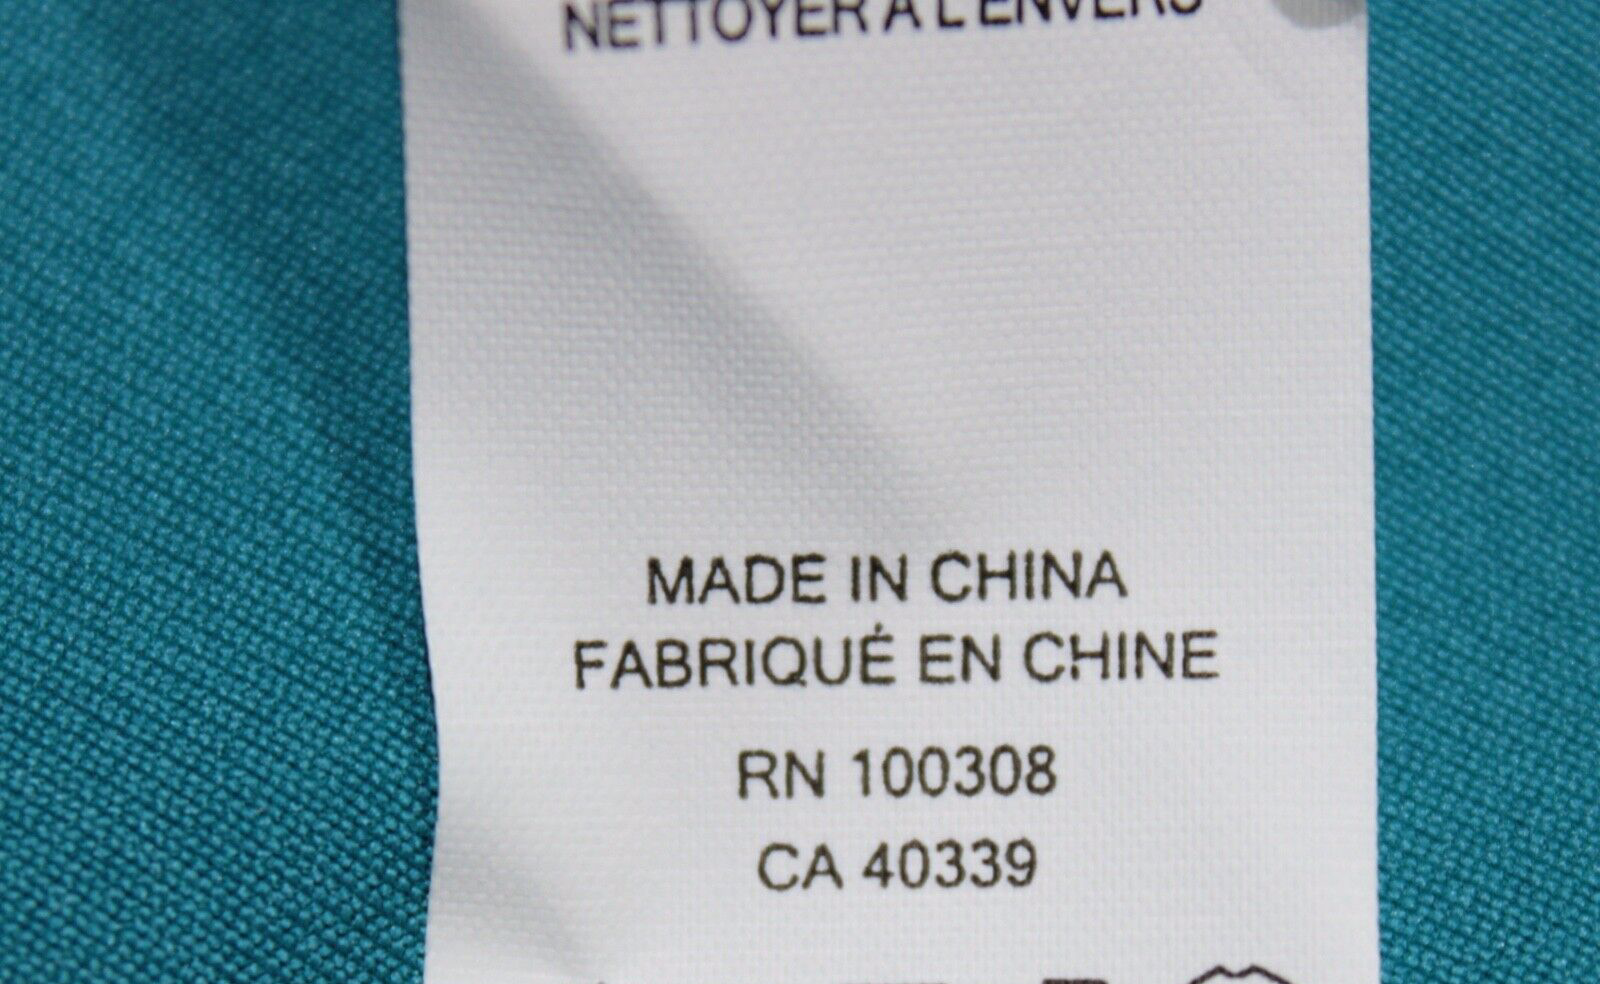 NETTOYER À L'ENVERS
MADE IN CHINA
FABRIQUÉ EN CHINE
RN 100308
CA 40339